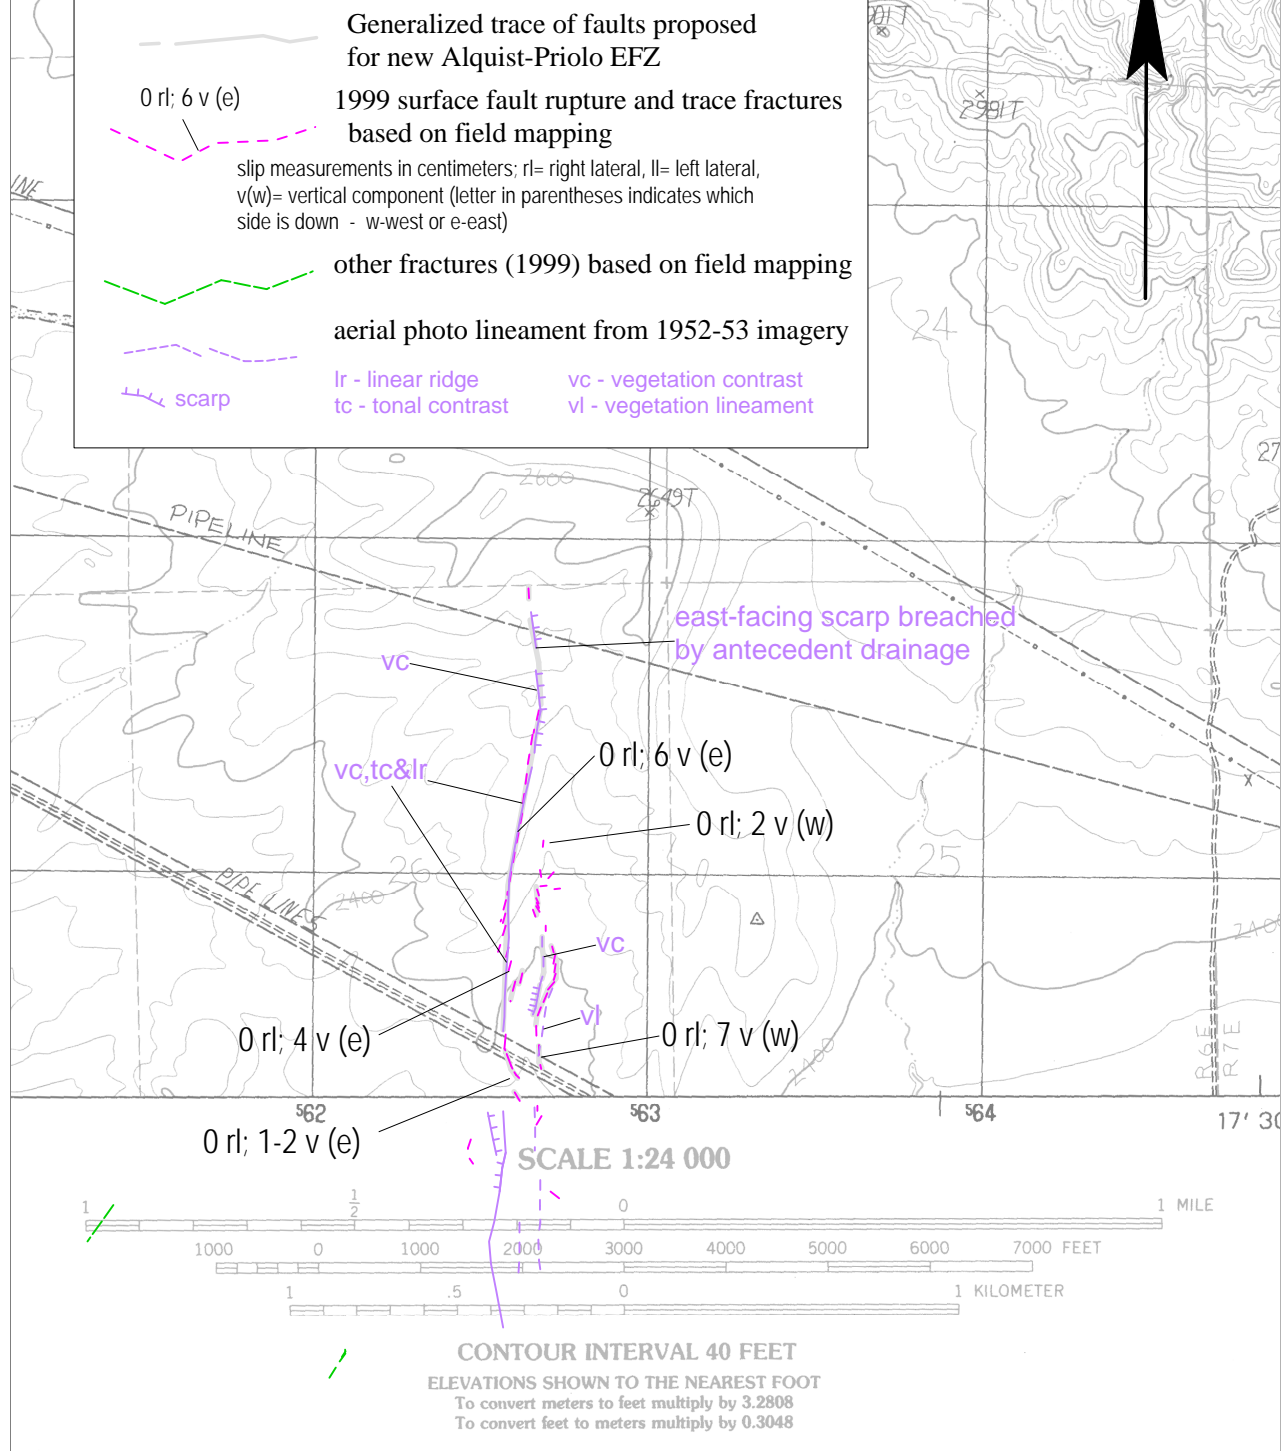 Generalized trace of faults proposed
for new Alquist-Priolo EFZ
0 rl; 6 v (e)
1999 surface fault rupture and trace fractures
based on field mapping
slip measurements in centimeters; rl= right lateral, ll= left lateral,
v(w)= vertical component (letter in parentheses indicates which
side is down - w-west or e-east)
other fractures (1999) based on field mapping
aerial photo lineament from 1952-53 imagery
scarp
lr - linear ridge
vc - vegetation contrast
tc - tonal contrast
vl - vegetation lineament
2981T
24
27
2600
2649T
PIPELINE
east-facing scarp breached
by antecedent drainage
vc
0 rl; 6 v (e)
vc,tc&lr
0 rl; 2 v (w)
26
25
PIPE LINES
2400
2400
vc
vl
0 rl; 4 v (e)
0 rl; 7 v (w)
2400
R6E
R7E
562
563
564
17' 30
0 rl; 1-2 v (e)
SCALE 1:24 000
1 1/2 0 1 MILE
1000 0 1000 2000 3000 4000 5000 6000 7000 FEET
1 .5 0 1 KILOMETER
CONTOUR INTERVAL 40 FEET
ELEVATIONS SHOWN TO THE NEAREST FOOT
To convert meters to feet multiply by 3.2808
To convert feet to meters multiply by 0.3048